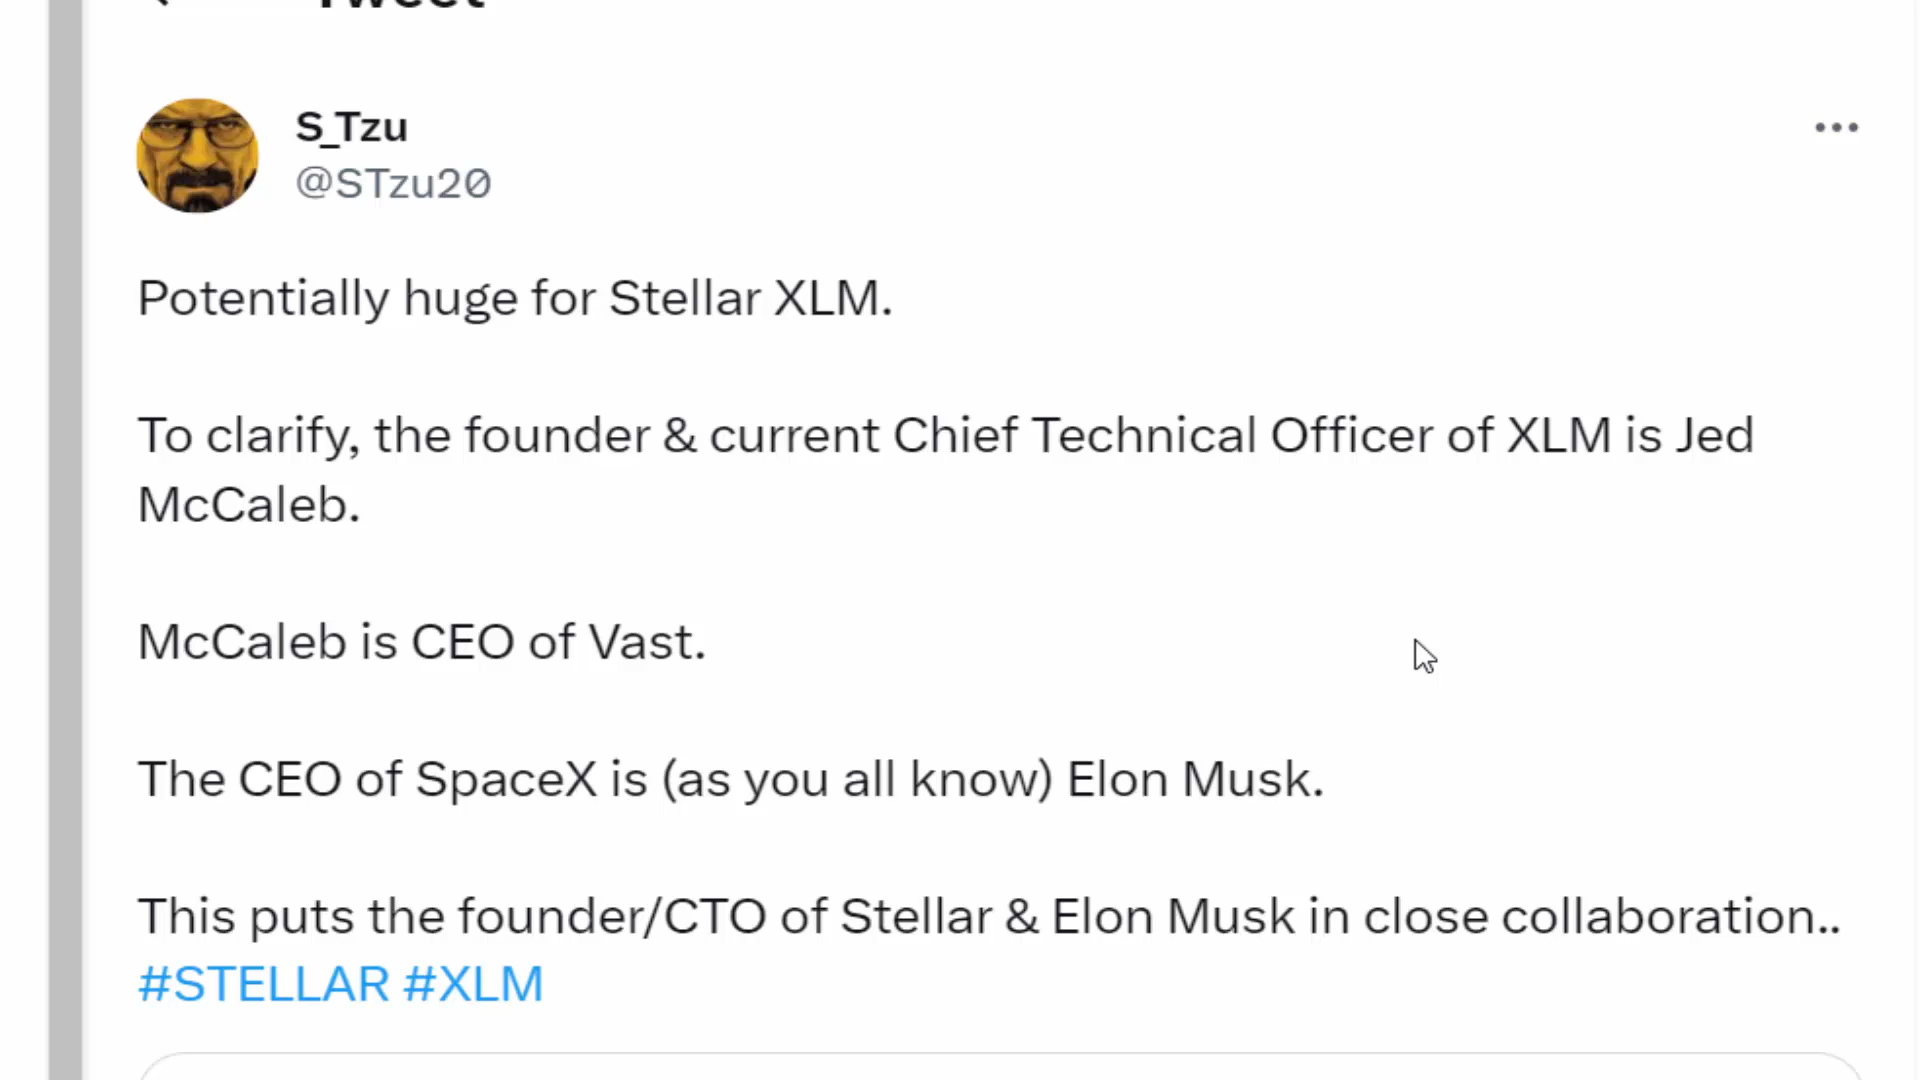 Tweet
S_Tzu
@STzu20
Potentially huge for Stellar XLM.
To clarify, the founder & current Chief Technical Officer of XLM is Jed
McCaleb.
McCaleb is CEO of Vast.
The CEO of SpaceX is (as you all know) Elon Musk.
This puts the founder/CTO of Stellar & Elon Musk in close collaboration..
#STELLAR #XLM